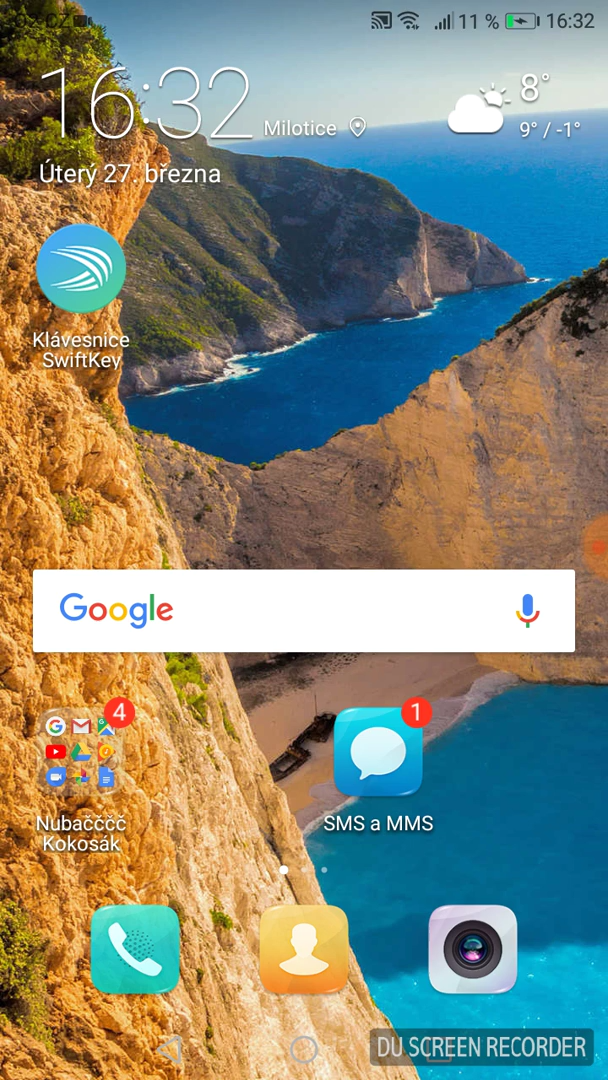 11 % 16:32
16:32 Milotice 8°
9° / -1°
Úterý 27. března
Klávesnice
SwiftKey
Google
4
1
Nubačččč
Kokosák
SMS a MMS
DU SCREEN RECORDER